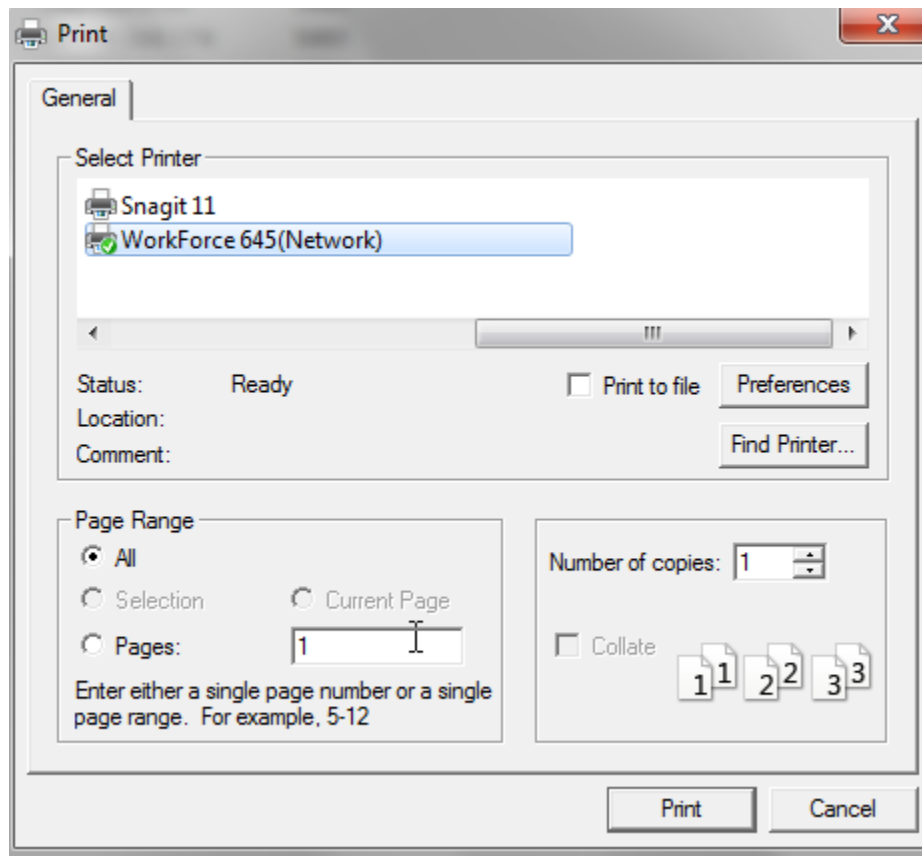 Print
General
Select Printer
Snagit 11
WorkForce 645(Network)
Status: Ready
Print to file
Preferences
Location:
Comment:
Find Printer...
Page Range
All
Selection
Current Page
Pages: 1
Enter either a single page number or a single
page range. For example, 5-12
Number of copies: 1
Collate
1 1 2 2 3 3
Print
Cancel